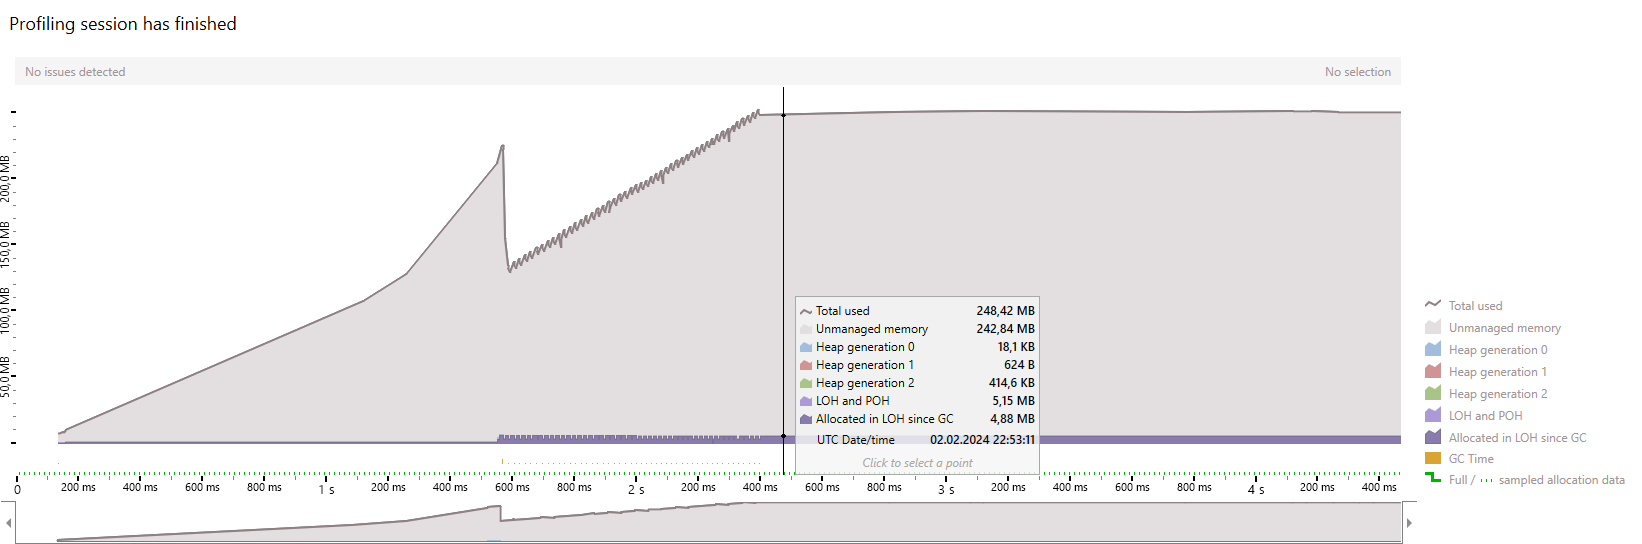 Profiling session has finished
No issues detected
No selection
200,0 MB
150,0 MB
100,0 MB
50,0 MB
Total used 248,42 MB
Unmanaged memory 242,84 MB
Heap generation 0 18,1 KB
Heap generation 1 624 B
Heap generation 2 414,6 KB
LOH and POH 5,15 MB
Allocated in LOH since GC 4,88 MB
UTC Date/time 02.02.2024 22:53:11
Click to select a point
Total used
Unmanaged memory
Heap generation 0
Heap generation 1
Heap generation 2
LOH and POH
Allocated in LOH since GC
GC Time
Full / sampled allocation data
0 200 ms 400 ms 600 ms 800 ms 1 s 200 ms 400 ms 600 ms 800 ms 2 s 200 ms 400 ms 600 ms 800 ms 3 s 200 ms 400 ms 600 ms 800 ms 4 s 200 ms 400 ms